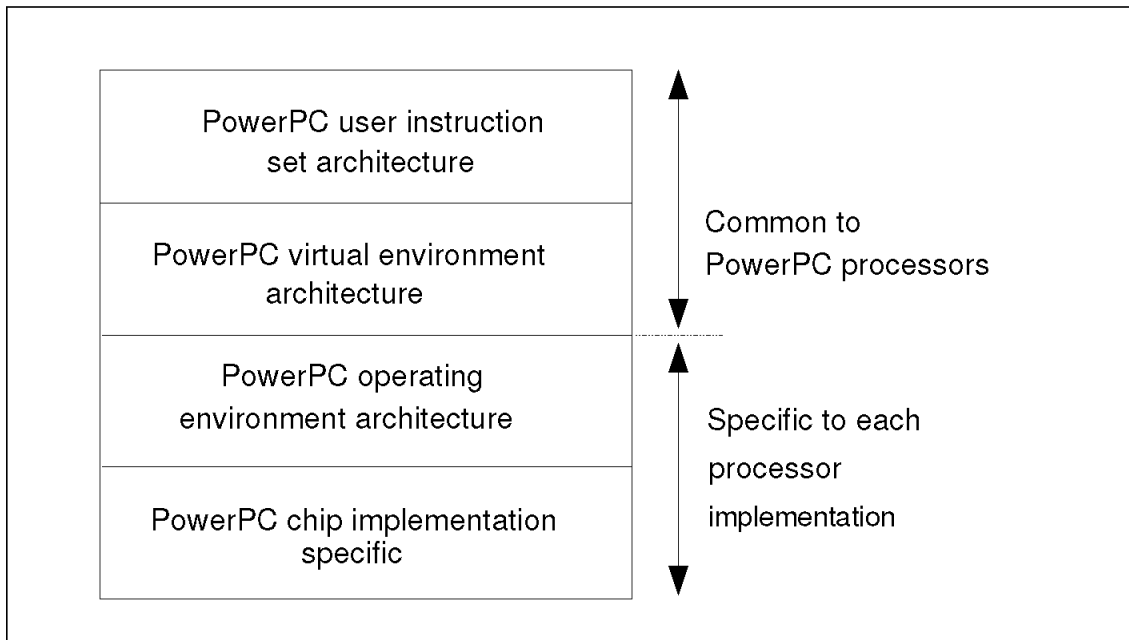 PowerPC user instruction
set architecture
PowerPC virtual environment
architecture
Common to
PowerPC processors
PowerPC operating
environment architecture
PowerPC chip implementation
specific
Specific to each
processor
implementation